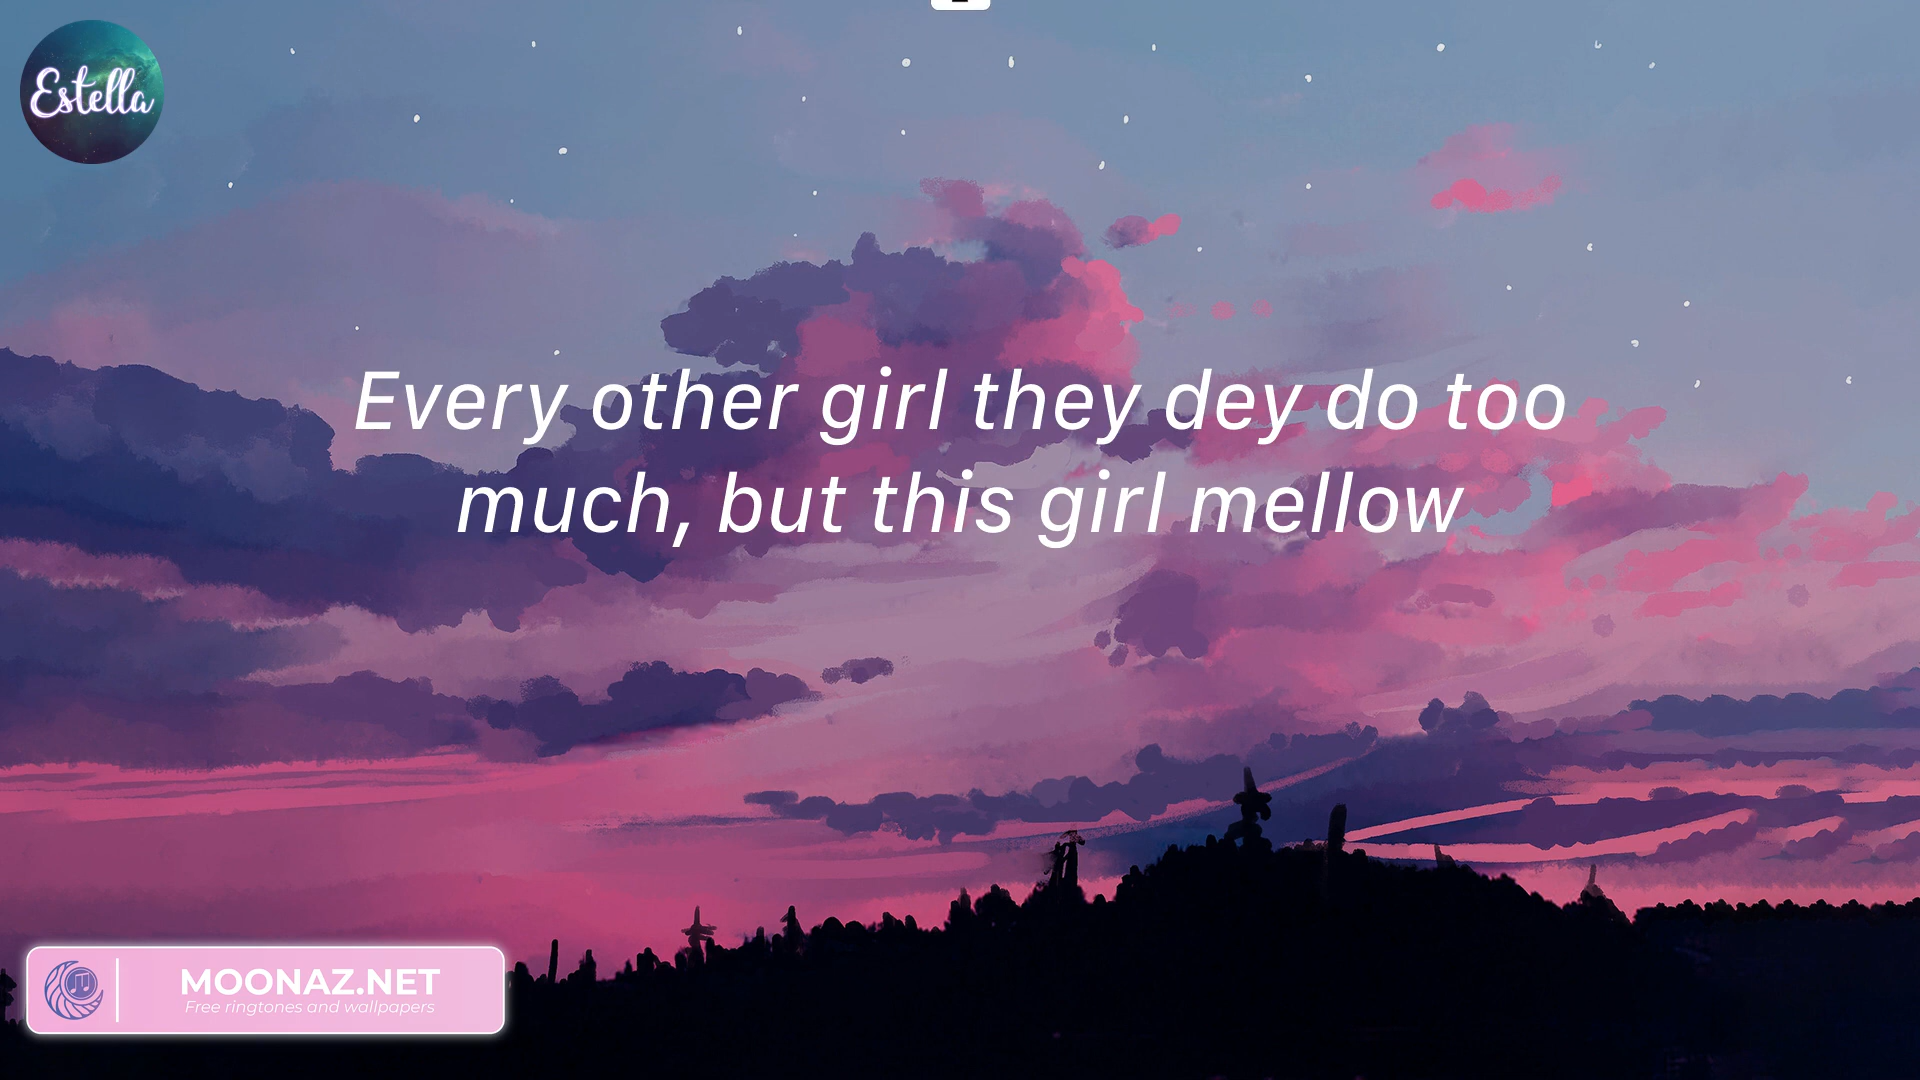 Estella
Every other girl they dey do too
much, but this girl mellow
MOONAZ.NET
Free ringtones and wallpapers